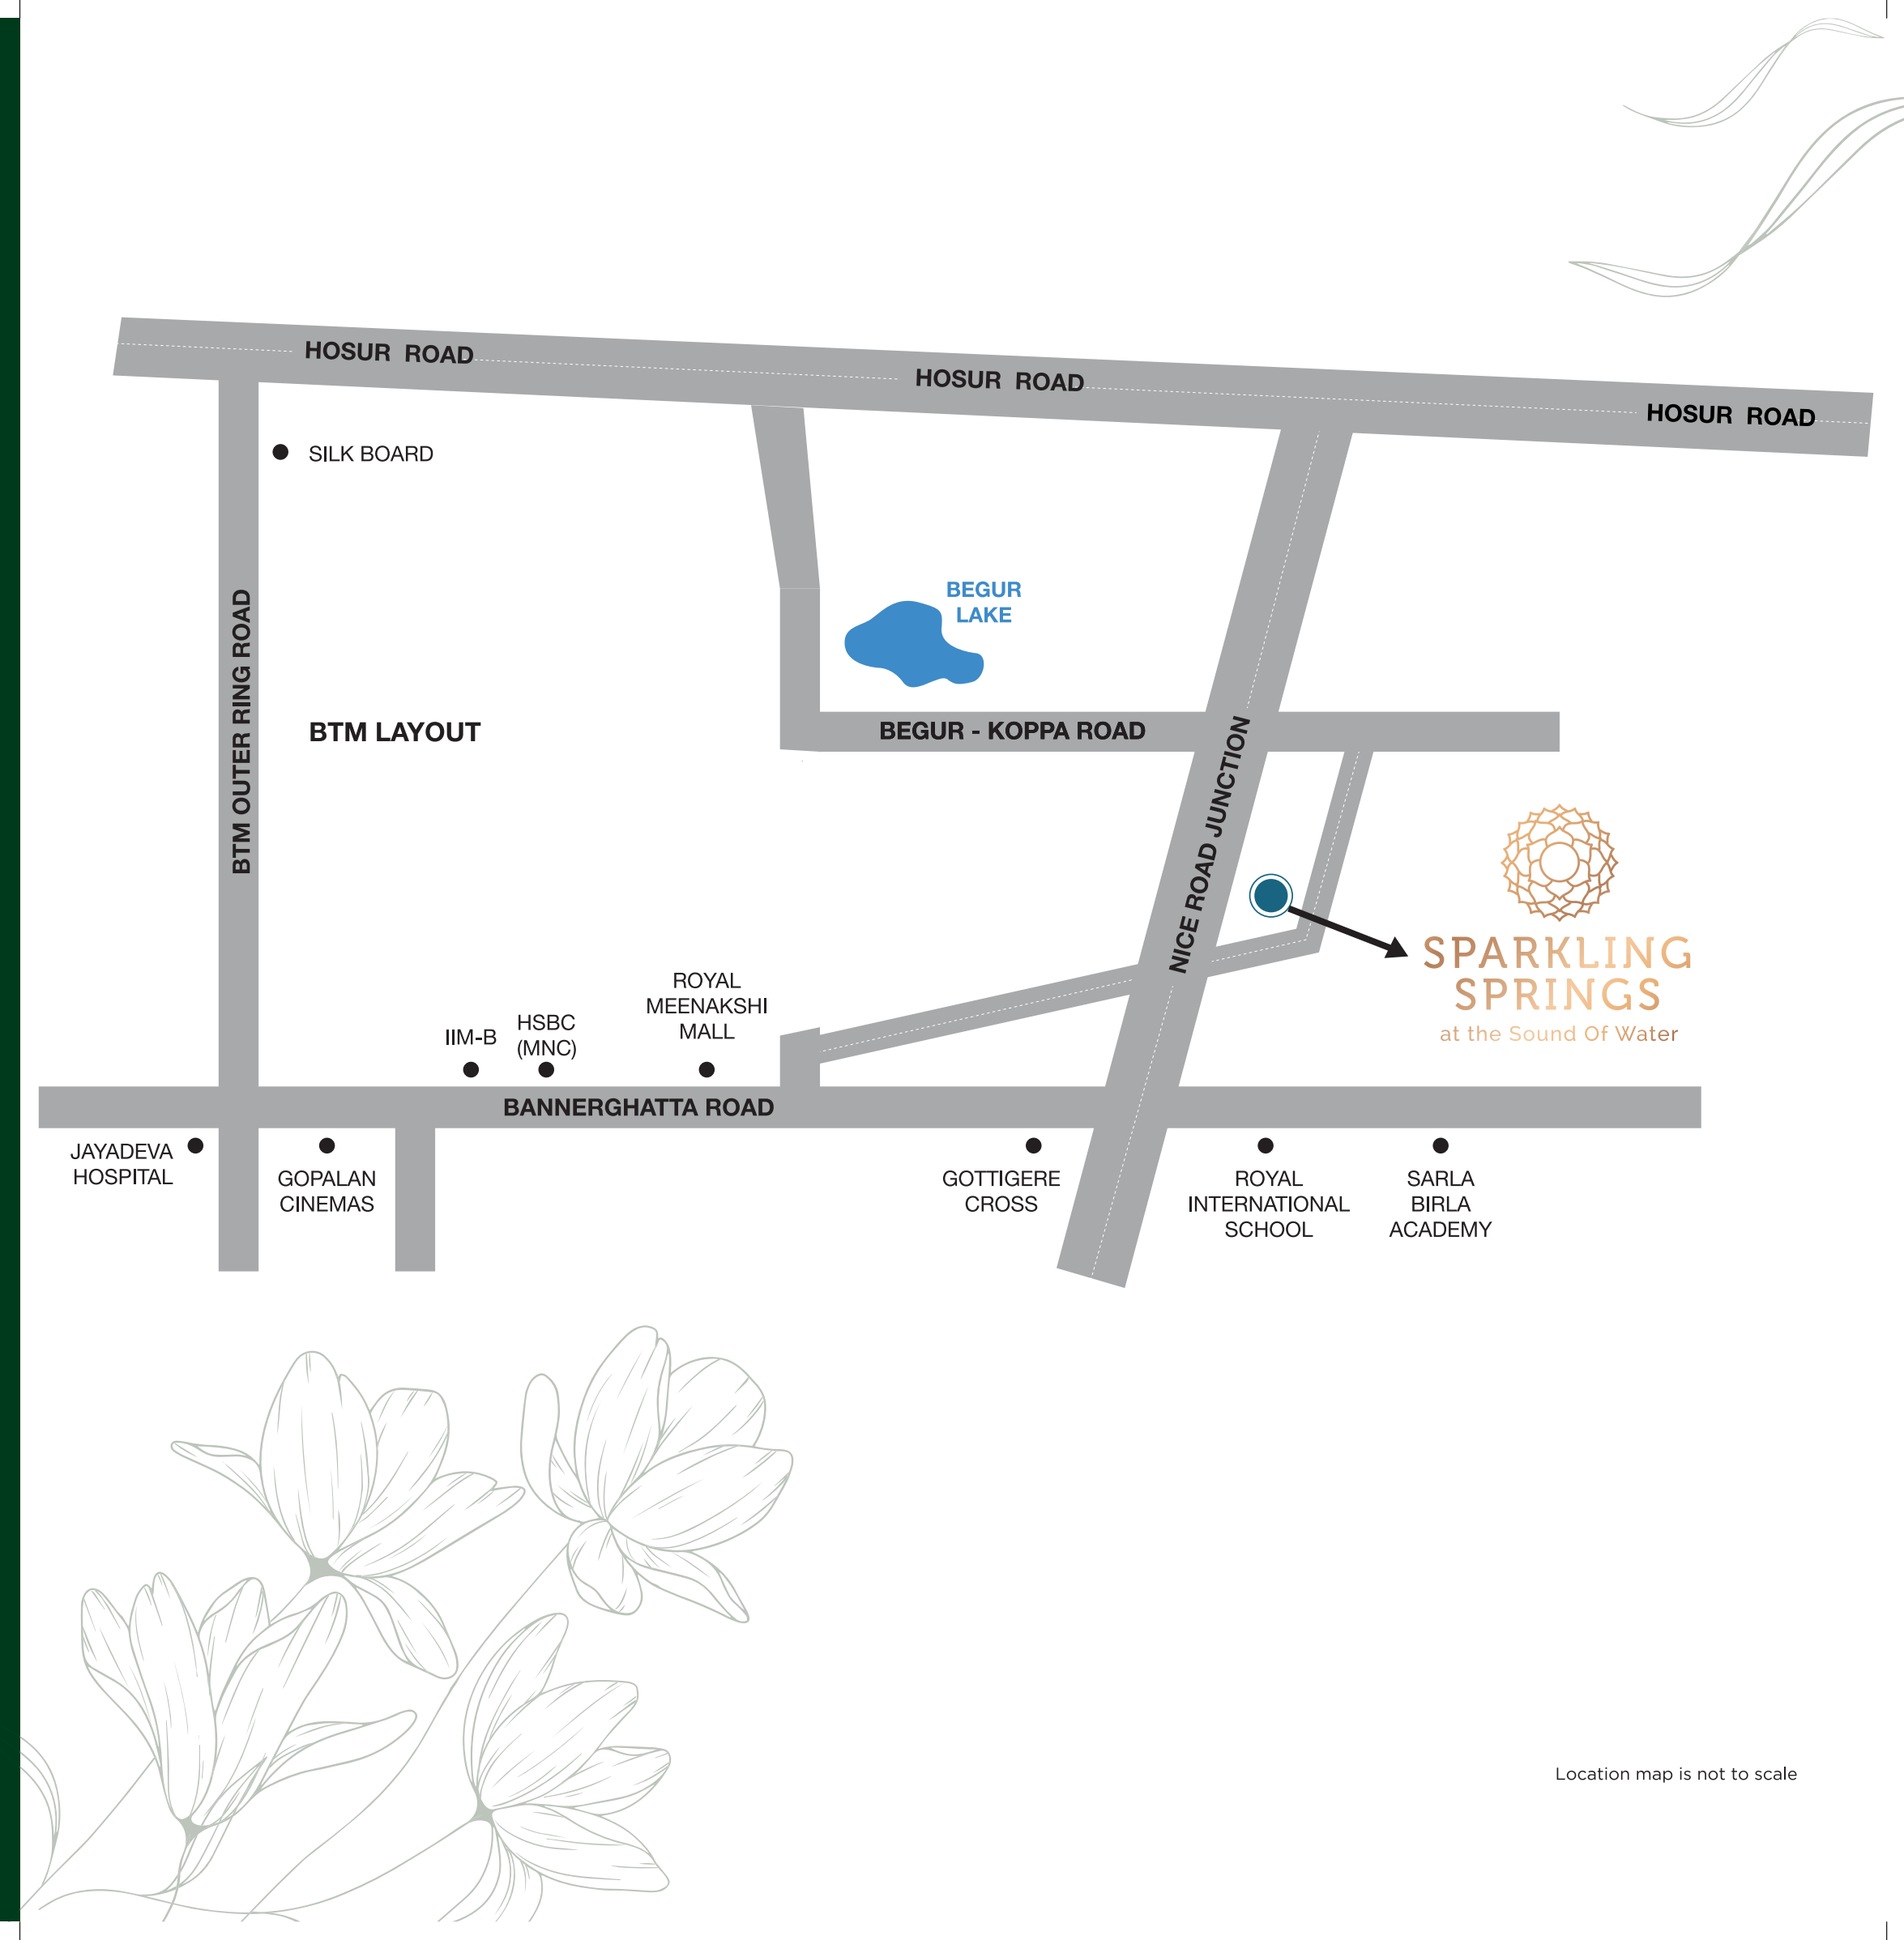 HOSUR ROAD
HOSUR ROAD
HOSUR ROAD
SILK BOARD
BEGUR
LAKE
BTM OUTER RING ROAD
BTM LAYOUT
BEGUR - KOPPA ROAD
NICE ROAD JUNCTION
SPARKLING
SPRINGS
at the Sound Of Water
ROYAL
MEENAKSHI
MALL
IIM-B
HSBC
(MNC)
BANNERGHATTA ROAD
JAYADEVA
HOSPITAL
GOPALAN
CINEMAS
GOTTIGERE
CROSS
ROYAL
INTERNATIONAL
SCHOOL
SARLA
BIRLA
ACADEMY
Location map is not to scale